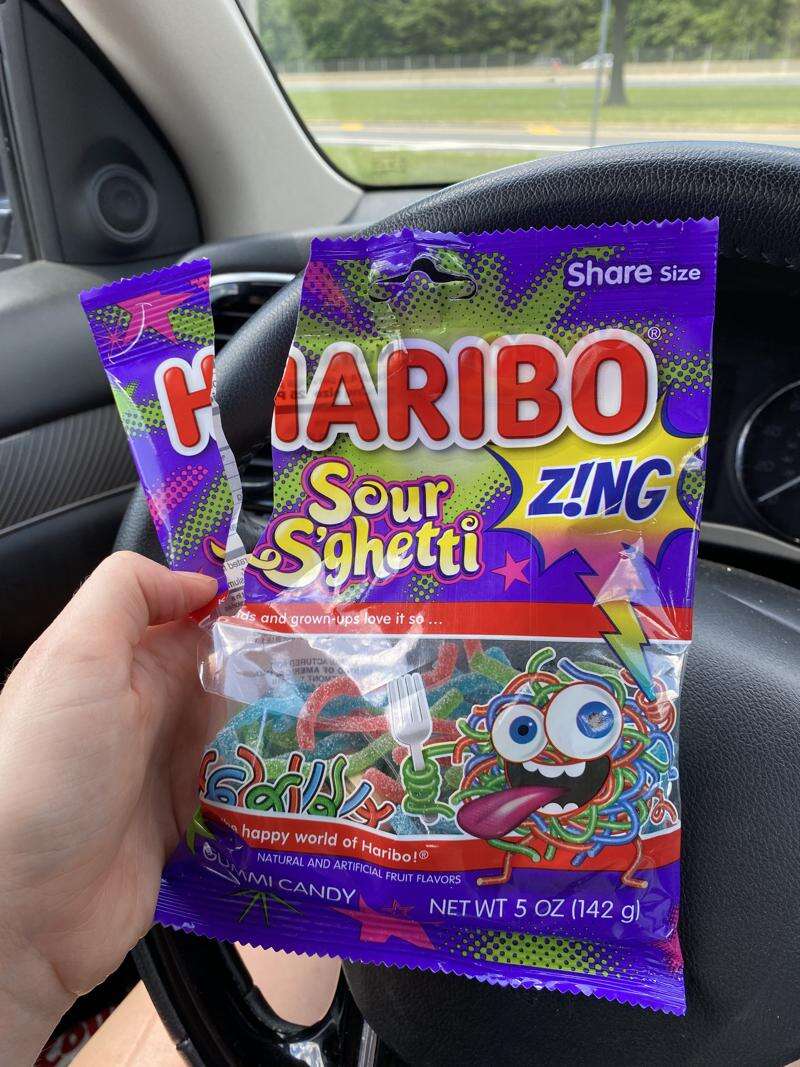 Share Size
HARIBO®
Sour
S'ghetti
Z!NG
ds and grown-ups love it so ...
happy world of Haribo!®
NATURAL AND ARTIFICIAL FRUIT FLAVORS
GUMMI CANDY
NET WT 5 OZ (142 g)